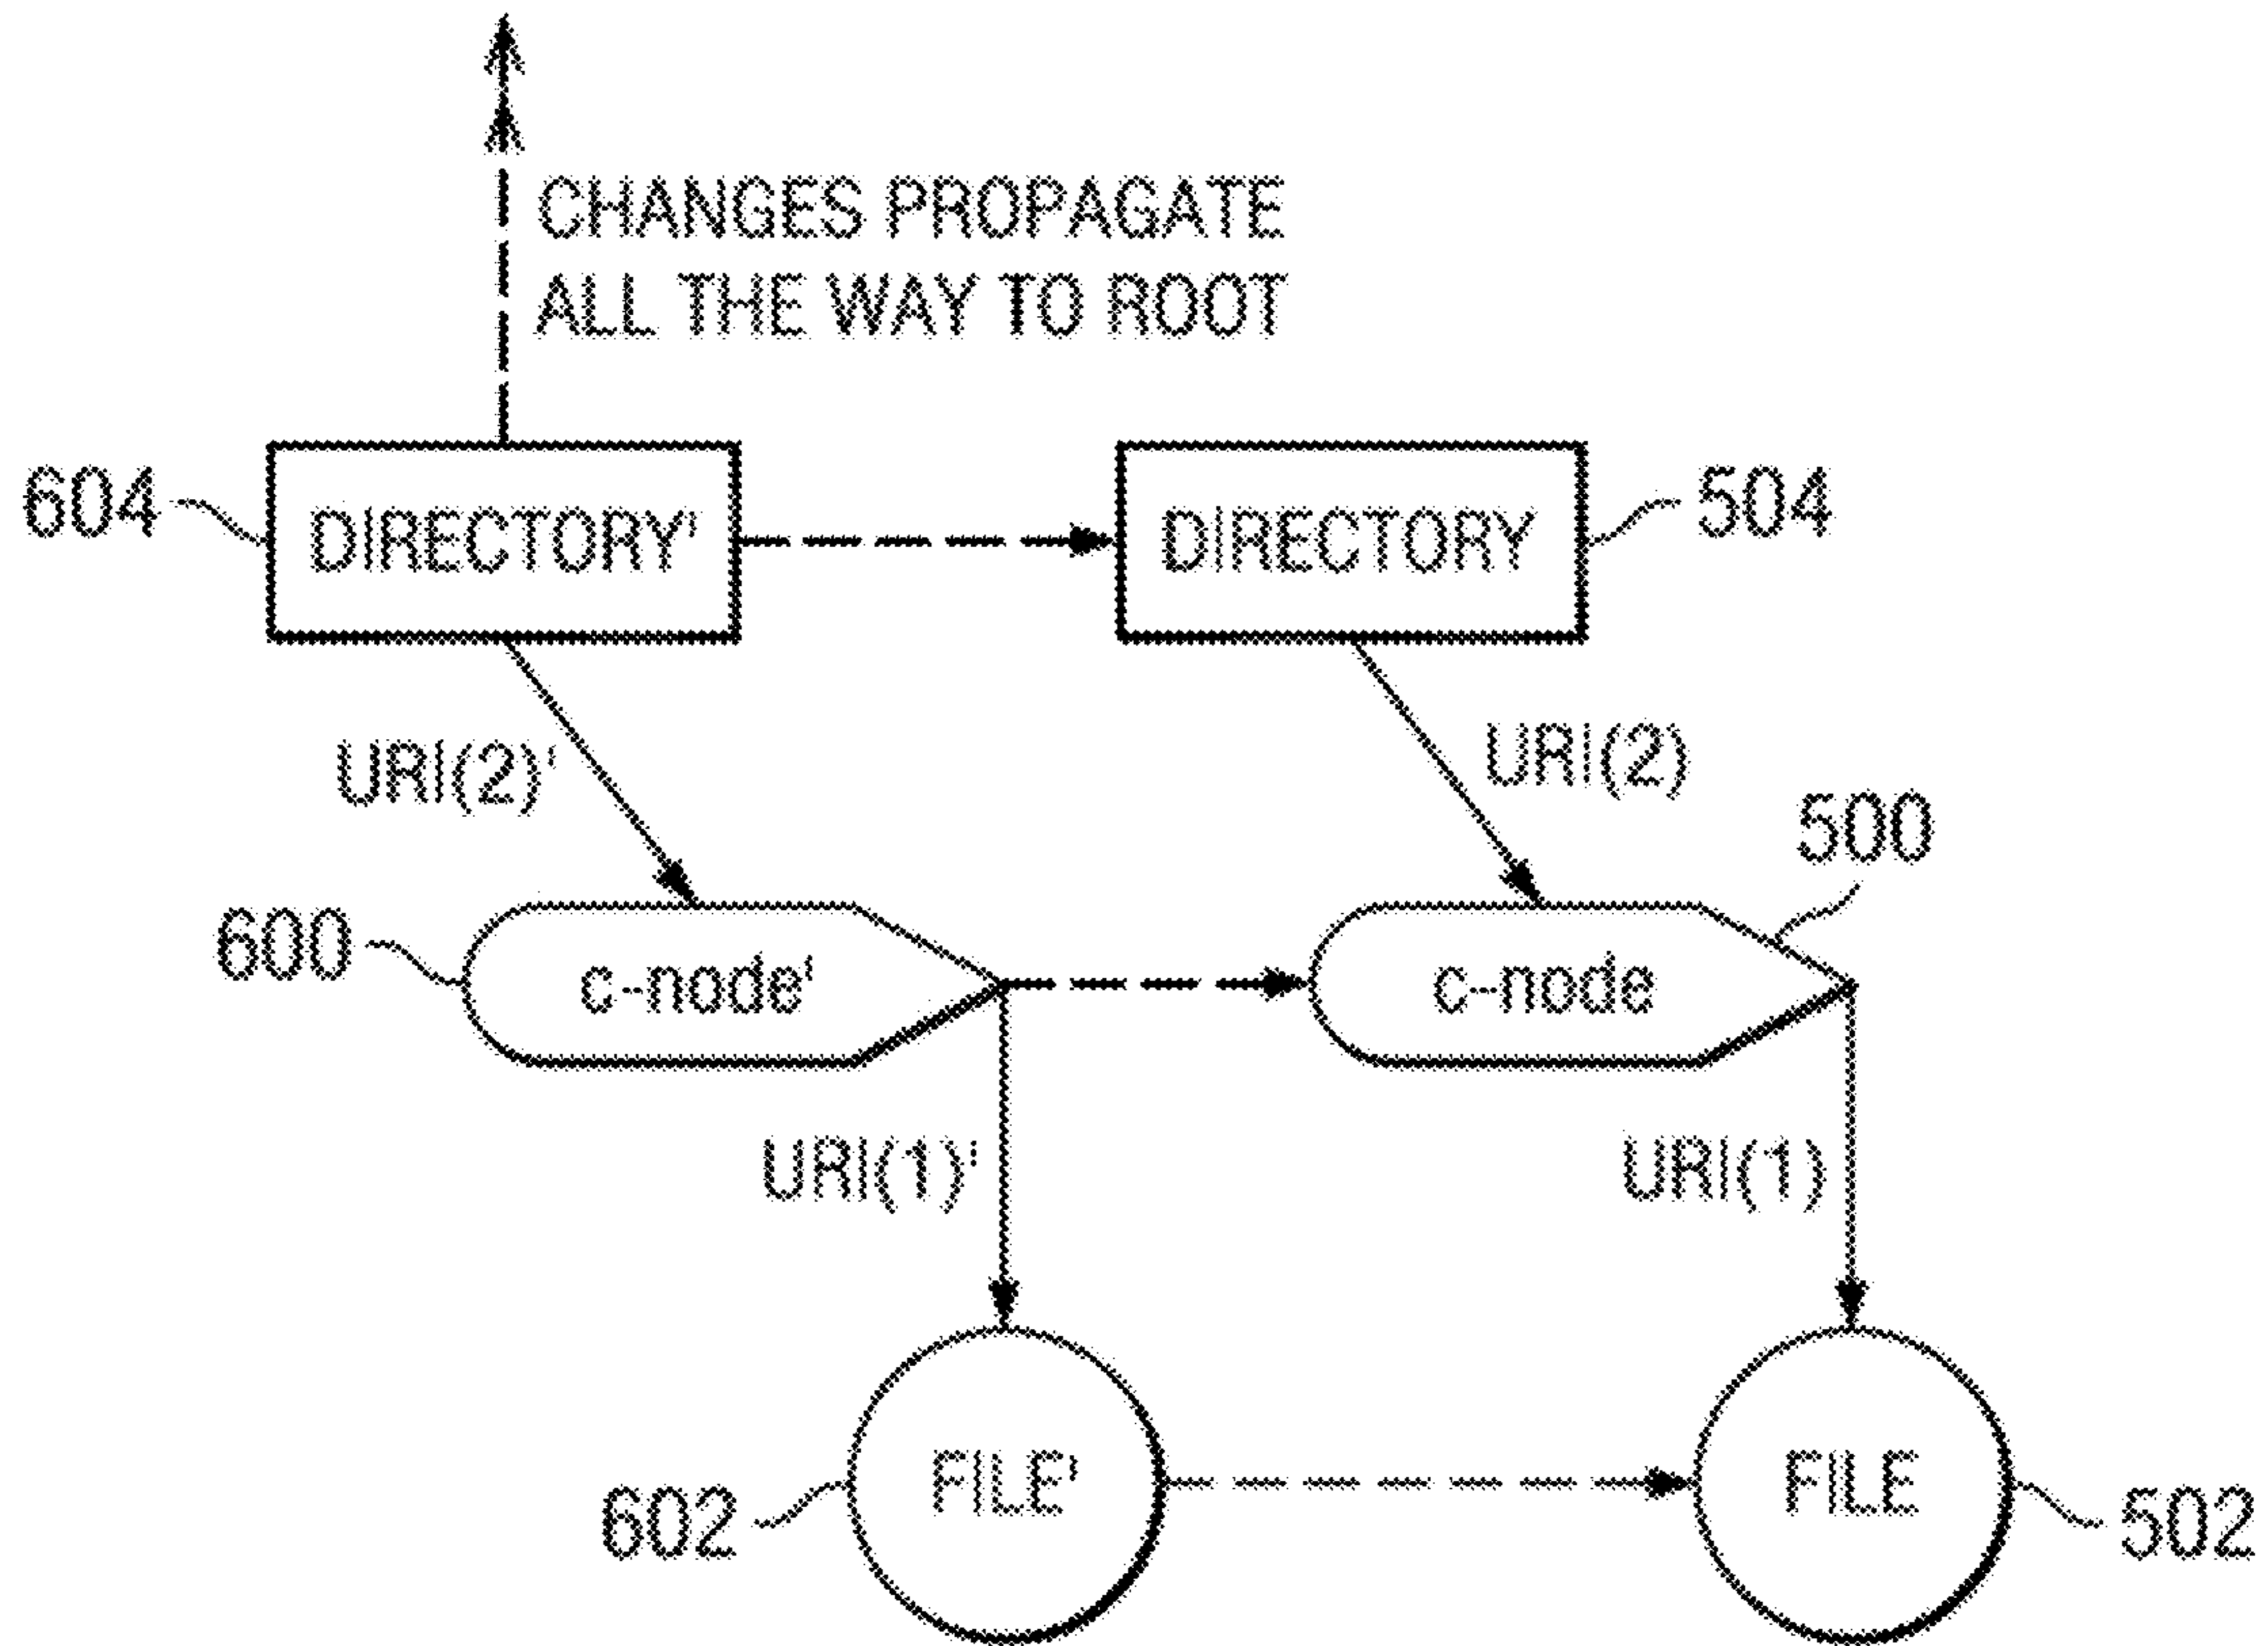 CHANGES PROPAGATE
ALL THE WAY TO ROOT
604
DIRECTORY'
DIRECTORY
504
URI(2)'
URI(2)
500
600
c-node'
c-node
URI(1)'
URI(1)
602
FILE'
FILE
502